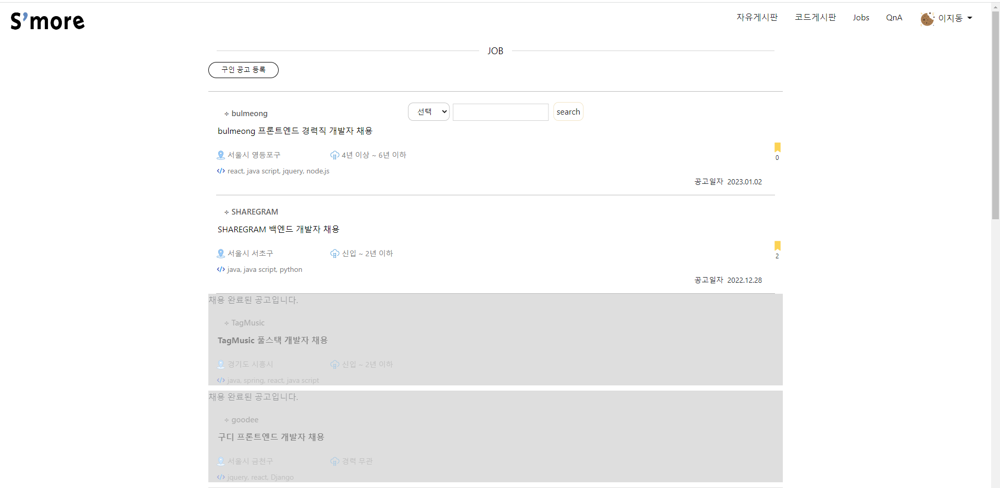 S'more
자유게시판 코드게시판 Jobs QnA 이지동
JOB
구인 공고 등록
선택 search
bulmeong
bulmeong 프론트엔드 경력직 개발자 채용
서울시 영등포구 4년 이상 ~ 6년 이하
0
react, java script, jquery, node.js
공고일자 2023.01.02
SHAREGRAM
SHAREGRAM 백엔드 개발자 채용
서울시 서초구 신입 ~ 2년 이하
2
java, java script, python
공고일자 2022.12.28
채용 완료된 공고입니다.
TagMusic
TagMusic 풀스택 개발자 채용
경기도 시흥시 신입 ~ 2년 이하
java, spring, react, java script
채용 완료된 공고입니다.
goodee
구디 프론트엔드 개발자 채용
서울시 금천구 경력 무관
jquery, react, Django